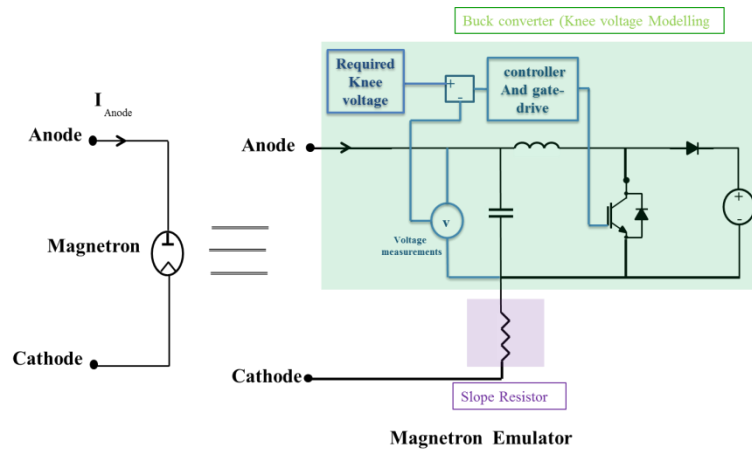 Buck converter (Knee voltage Modelling
Required
Knee
voltage
+
-
controller
And gate-
drive
I Anode
Anode
Anode
+
-
v
Magnetron
Voltage
measurements
Cathode
Cathode
Slope Resistor
Magnetron Emulator